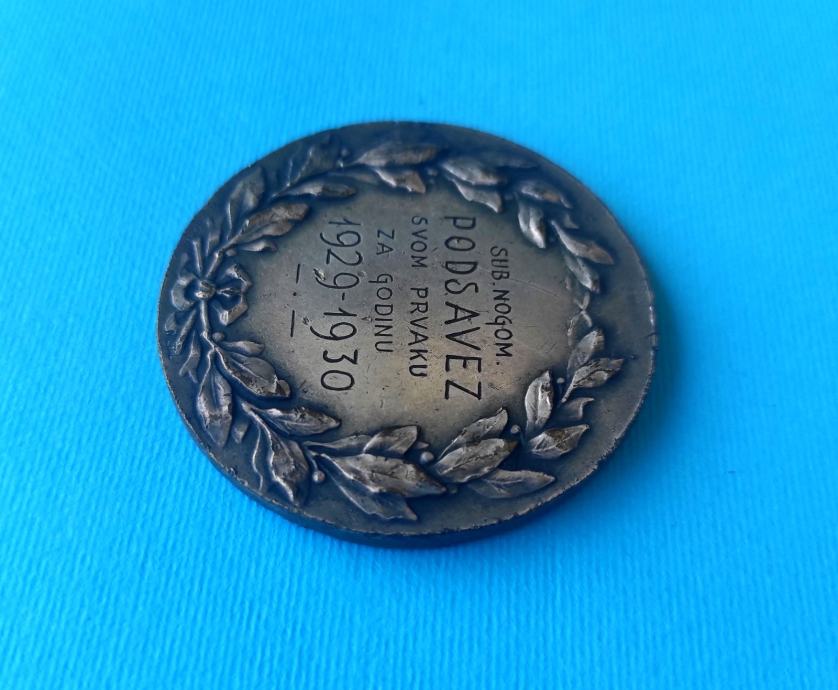 SUB. NOGOM.
PODSAVEZ
SVOM PRVAKU
ZA GODINU
1929-1930